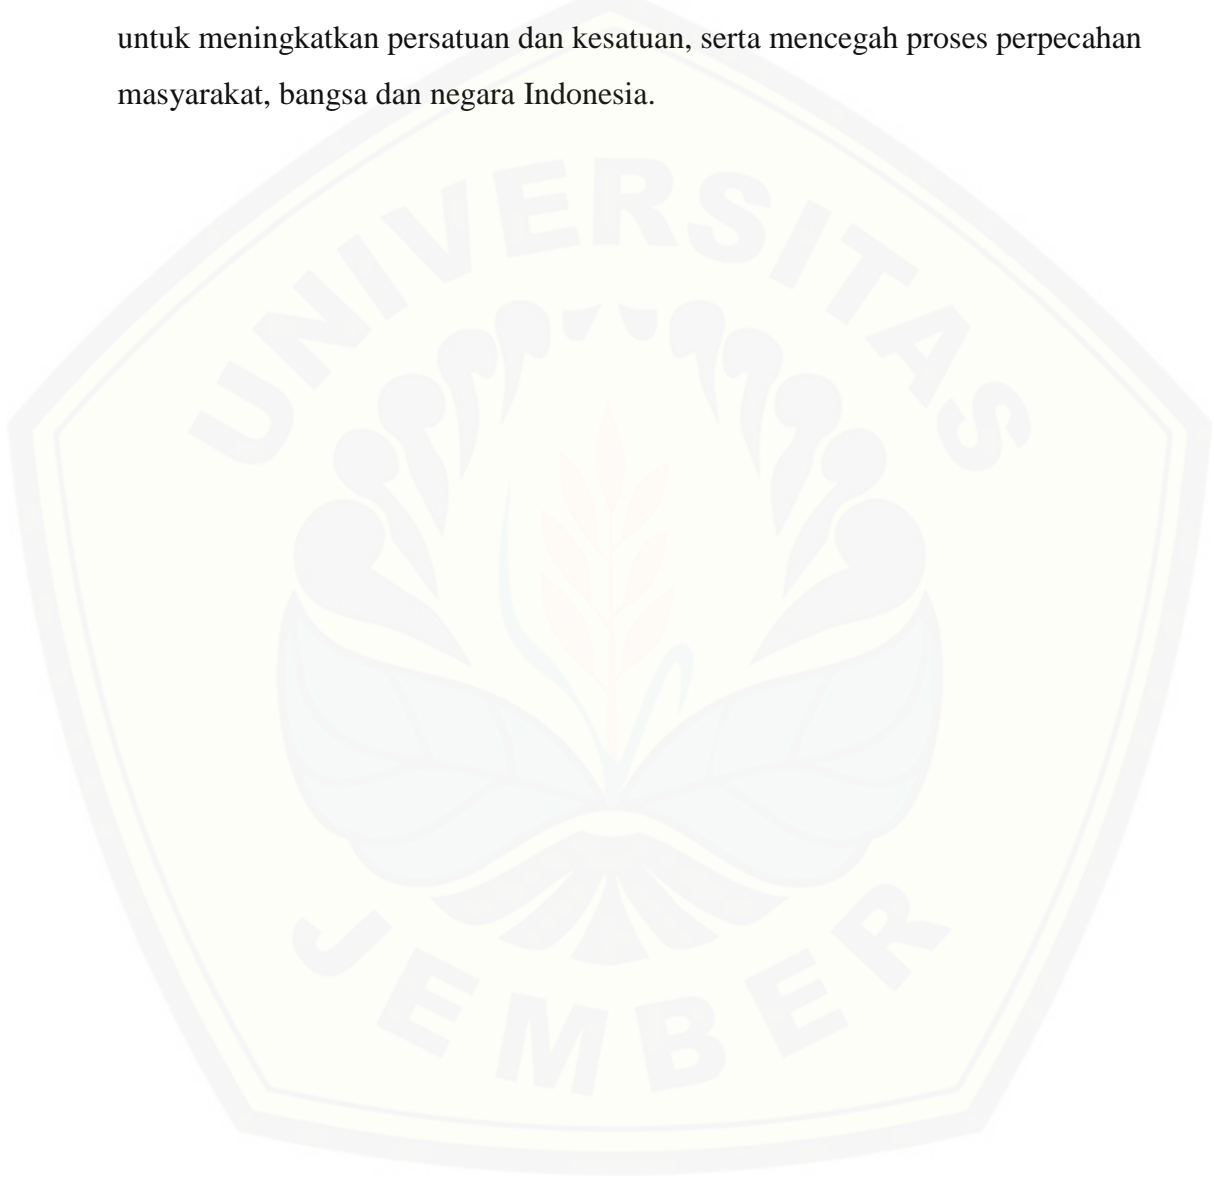 untuk meningkatkan persatuan dan kesatuan, serta mencegah proses perpecahan
masyarakat, bangsa dan negara Indonesia.
UNIVERSITAS
JEMBER